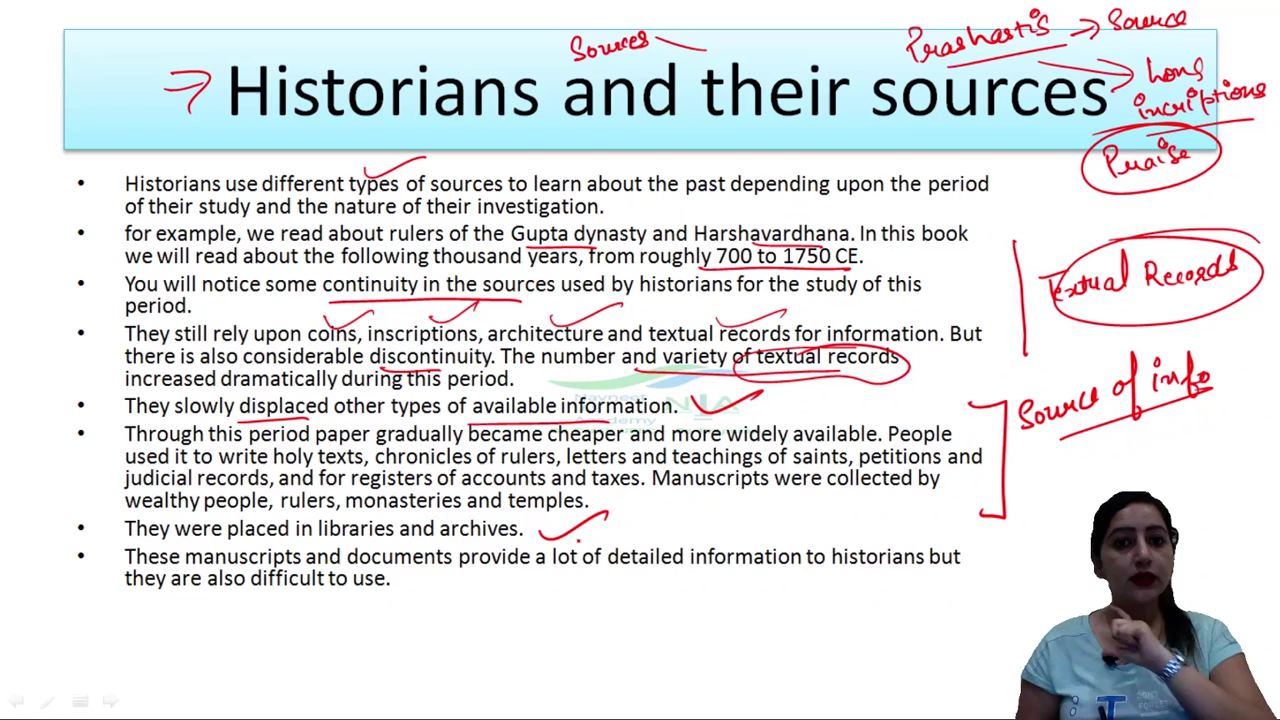 Sources
Prashastis → Source
→ Historians and their sources
long
incriptions
Praise
• Historians use different types of sources to learn about the past depending upon the period
of their study and the nature of their investigation.
• for example, we read about rulers of the Gupta dynasty and Harshavardhana. In this book
we will read about the following thousand years, from roughly 700 to 1750 CE.
• You will notice some continuity in the sources used by historians for the study of this
period.
Textual Records
• They still rely upon coins, inscriptions, architecture and textual records for information. But
there is also considerable discontinuity. The number and variety of textual records
increased dramatically during this period.
Source of info
• They slowly displaced other types of available information.
• Through this period paper gradually became cheaper and more widely available. People
used it to write holy texts, chronicles of rulers, letters and teachings of saints, petitions and
judicial records, and for registers of accounts and taxes. Manuscripts were collected by
wealthy people, rulers, monasteries and temples.
• They were placed in libraries and archives.
• These manuscripts and documents provide a lot of detailed information to historians but
they are also difficult to use.
Navneet
Academy